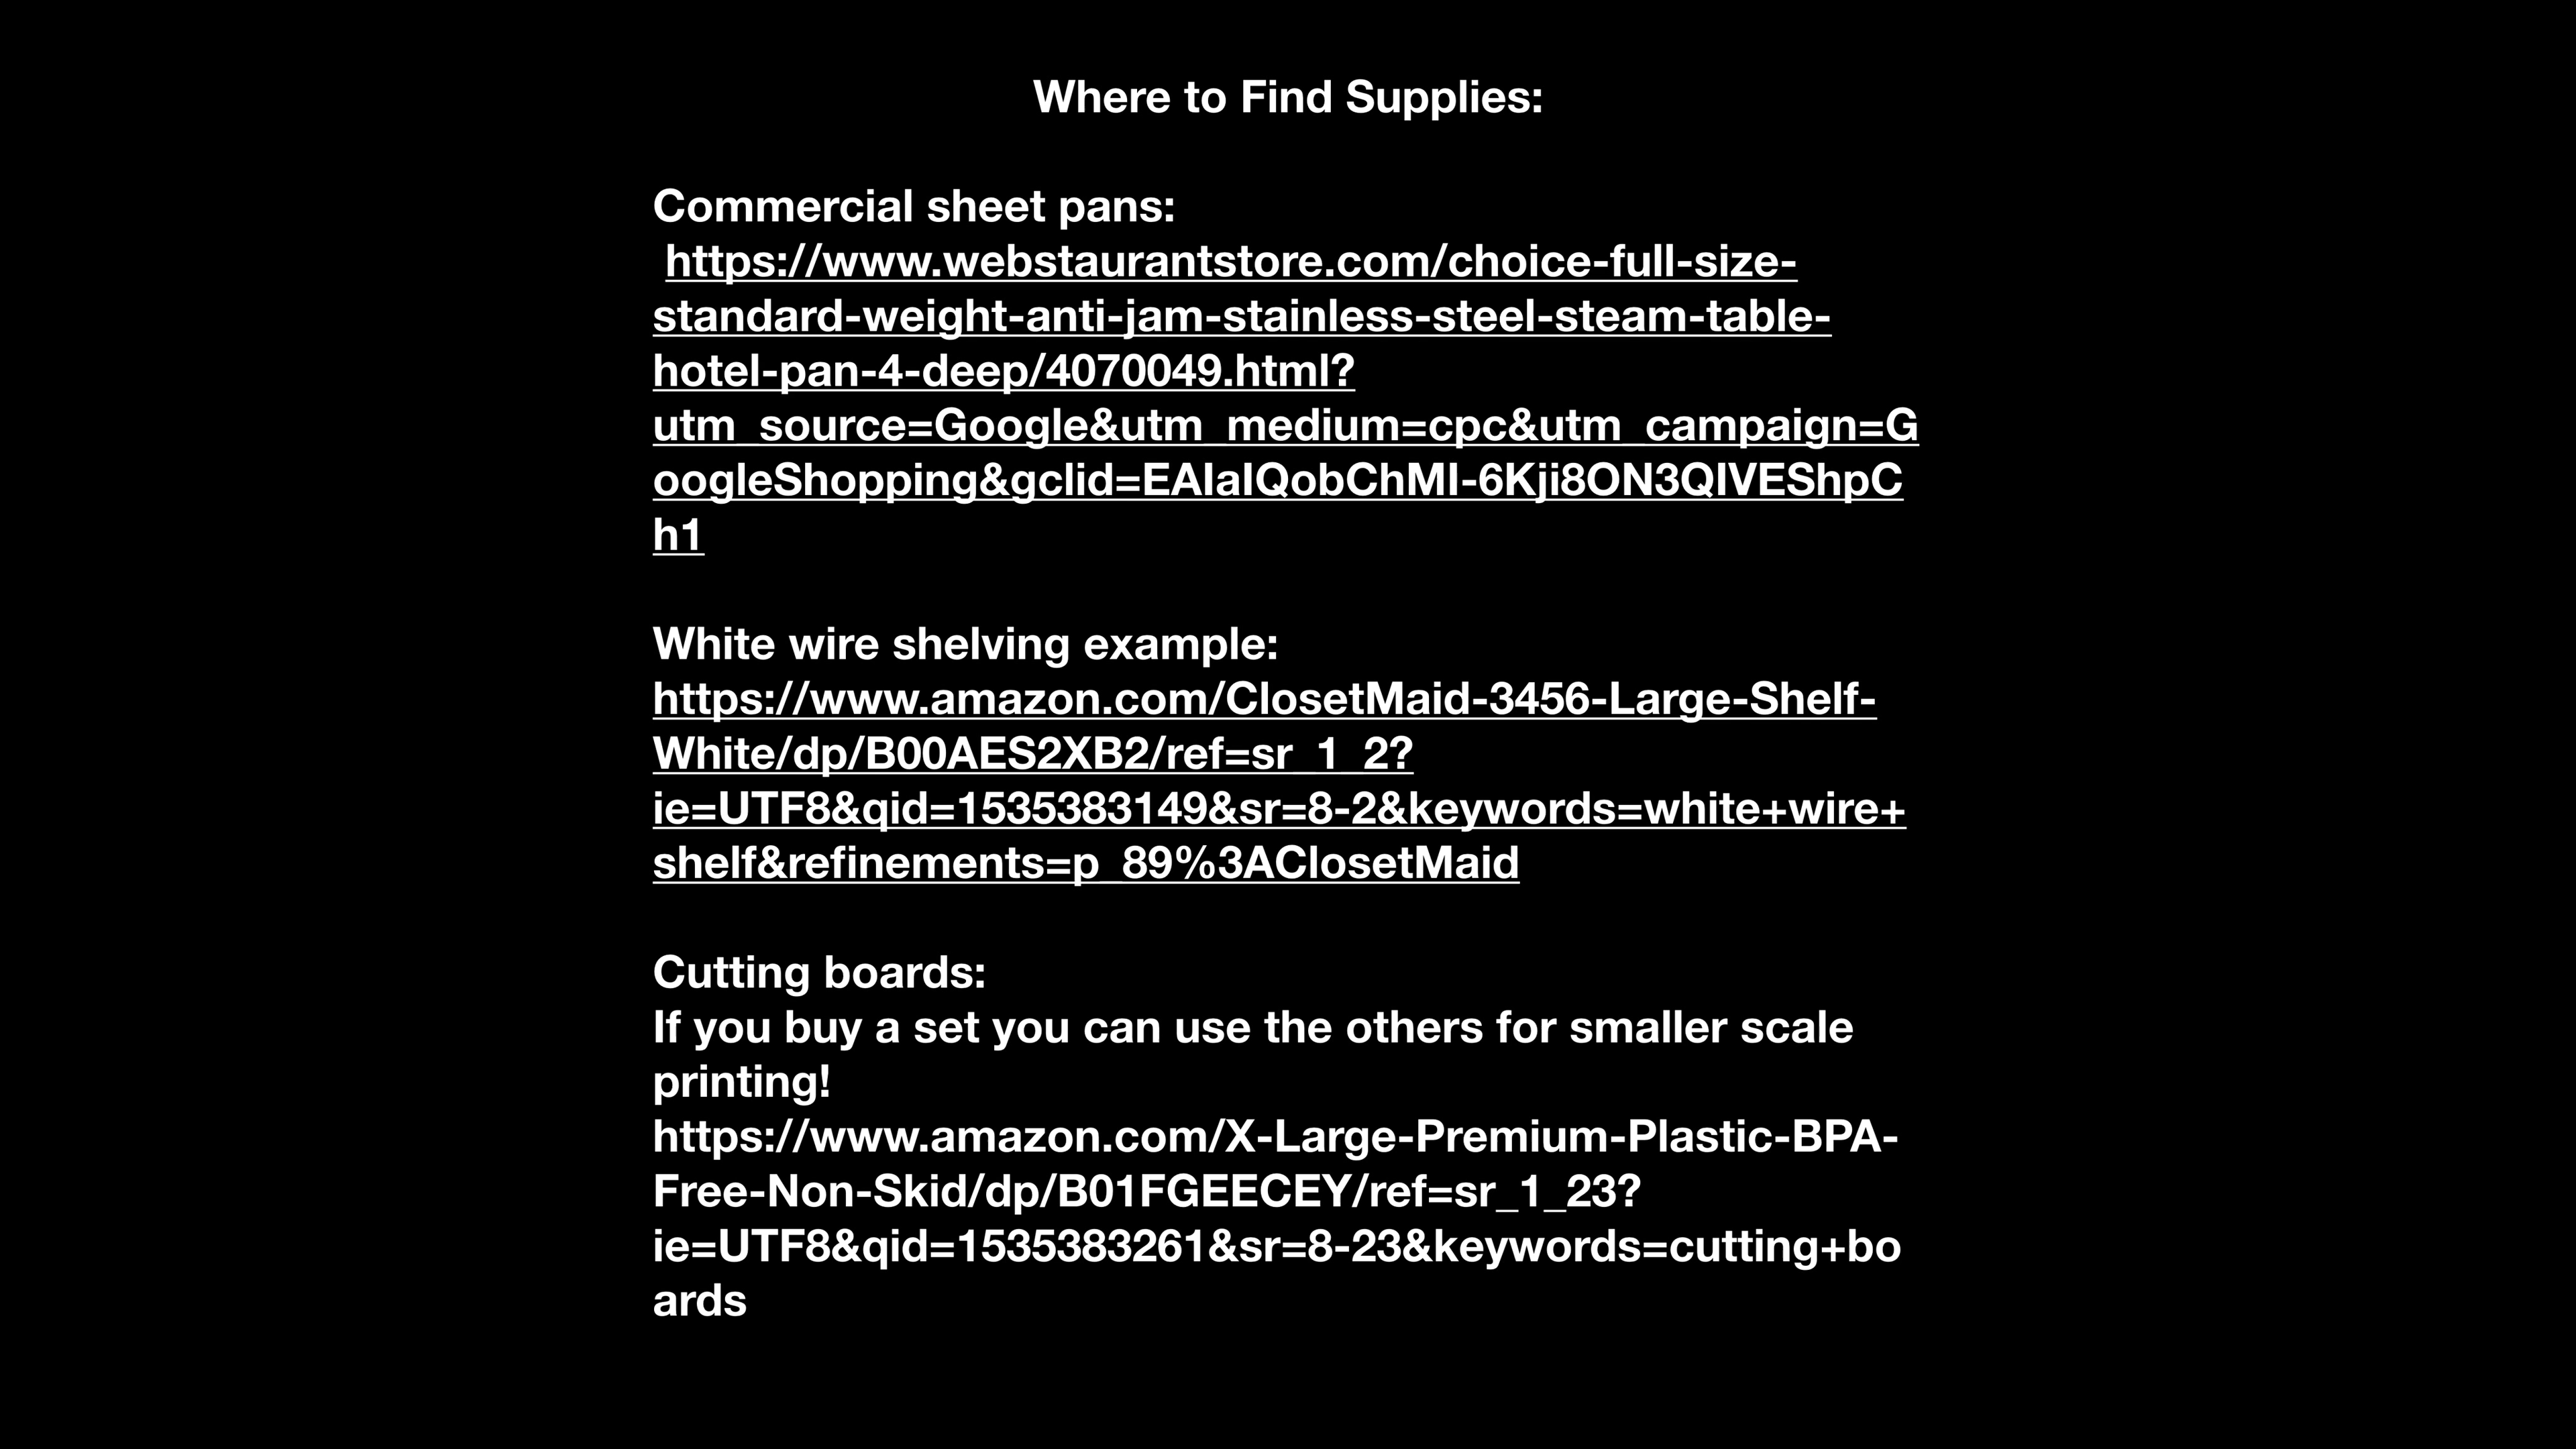 Where to Find Supplies:
Commercial sheet pans:
https://www.webstaurantstore.com/choice-full-size-
standard-weight-anti-jam-stainless-steel-steam-table-
hotel-pan-4-deep/4070049.html?
utm_source=Google&utm_medium=cpc&utm_campaign=G
oogleShopping&gclid=EAIaIQobChMI-6Kji8ON3QIVEShpC
h1
White wire shelving example:
https://www.amazon.com/ClosetMaid-3456-Large-Shelf-
White/dp/B00AES2XB2/ref=sr_1_2?
ie=UTF8&qid=1535383149&sr=8-2&keywords=white+wire+
shelf&refinements=p_89%3AClosetMaid
Cutting boards:
If you buy a set you can use the others for smaller scale
printing!
https://www.amazon.com/X-Large-Premium-Plastic-BPA-
Free-Non-Skid/dp/B01FGEECEY/ref=sr_1_23?
ie=UTF8&qid=1535383261&sr=8-23&keywords=cutting+bo
ards